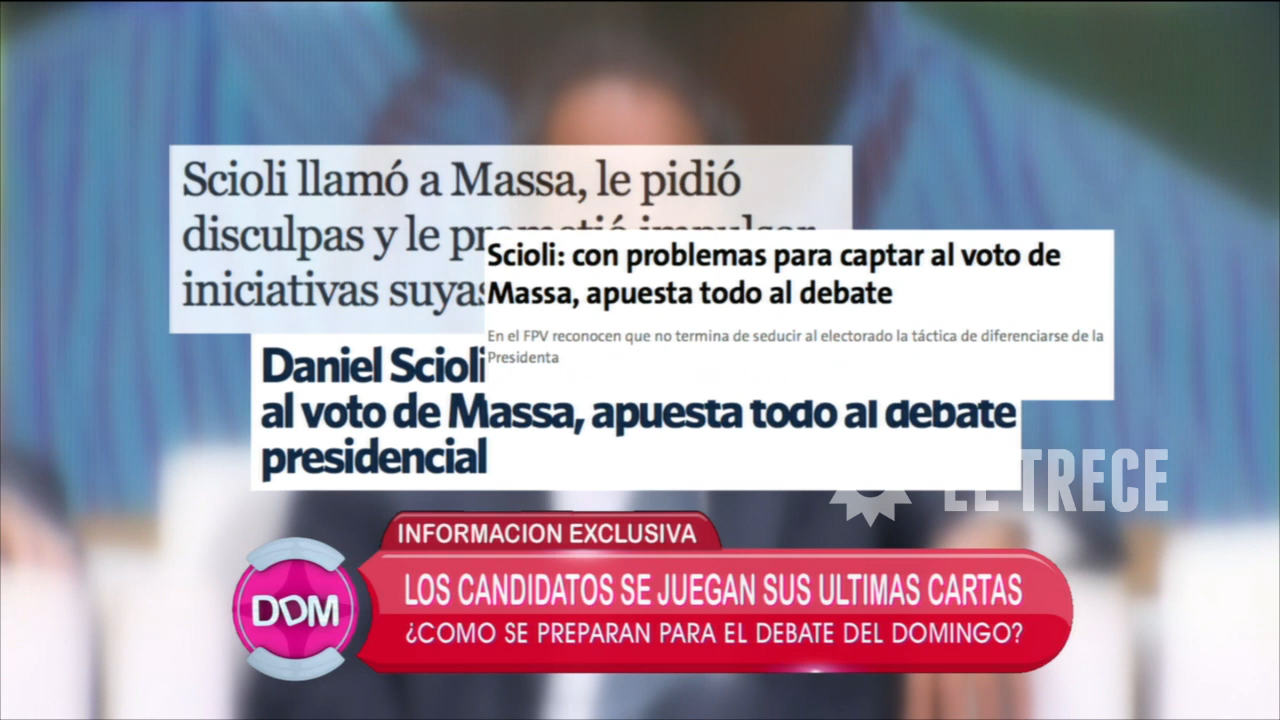 Scioli llamó a Massa, le pidió
disculpas y le prometió impulsar
iniciativas suyas
Scioli: con problemas para captar al voto de
Massa, apuesta todo al debate
En el FPV reconocen que no termina de seducir al electorado la táctica de diferenciarse de la
Presidenta
Daniel Scioli
al voto de Massa, apuesta todo al debate
presidencial
EL TRECE
INFORMACION EXCLUSIVA
DDM
LOS CANDIDATOS SE JUEGAN SUS ULTIMAS CARTAS
¿COMO SE PREPARAN PARA EL DEBATE DEL DOMINGO?